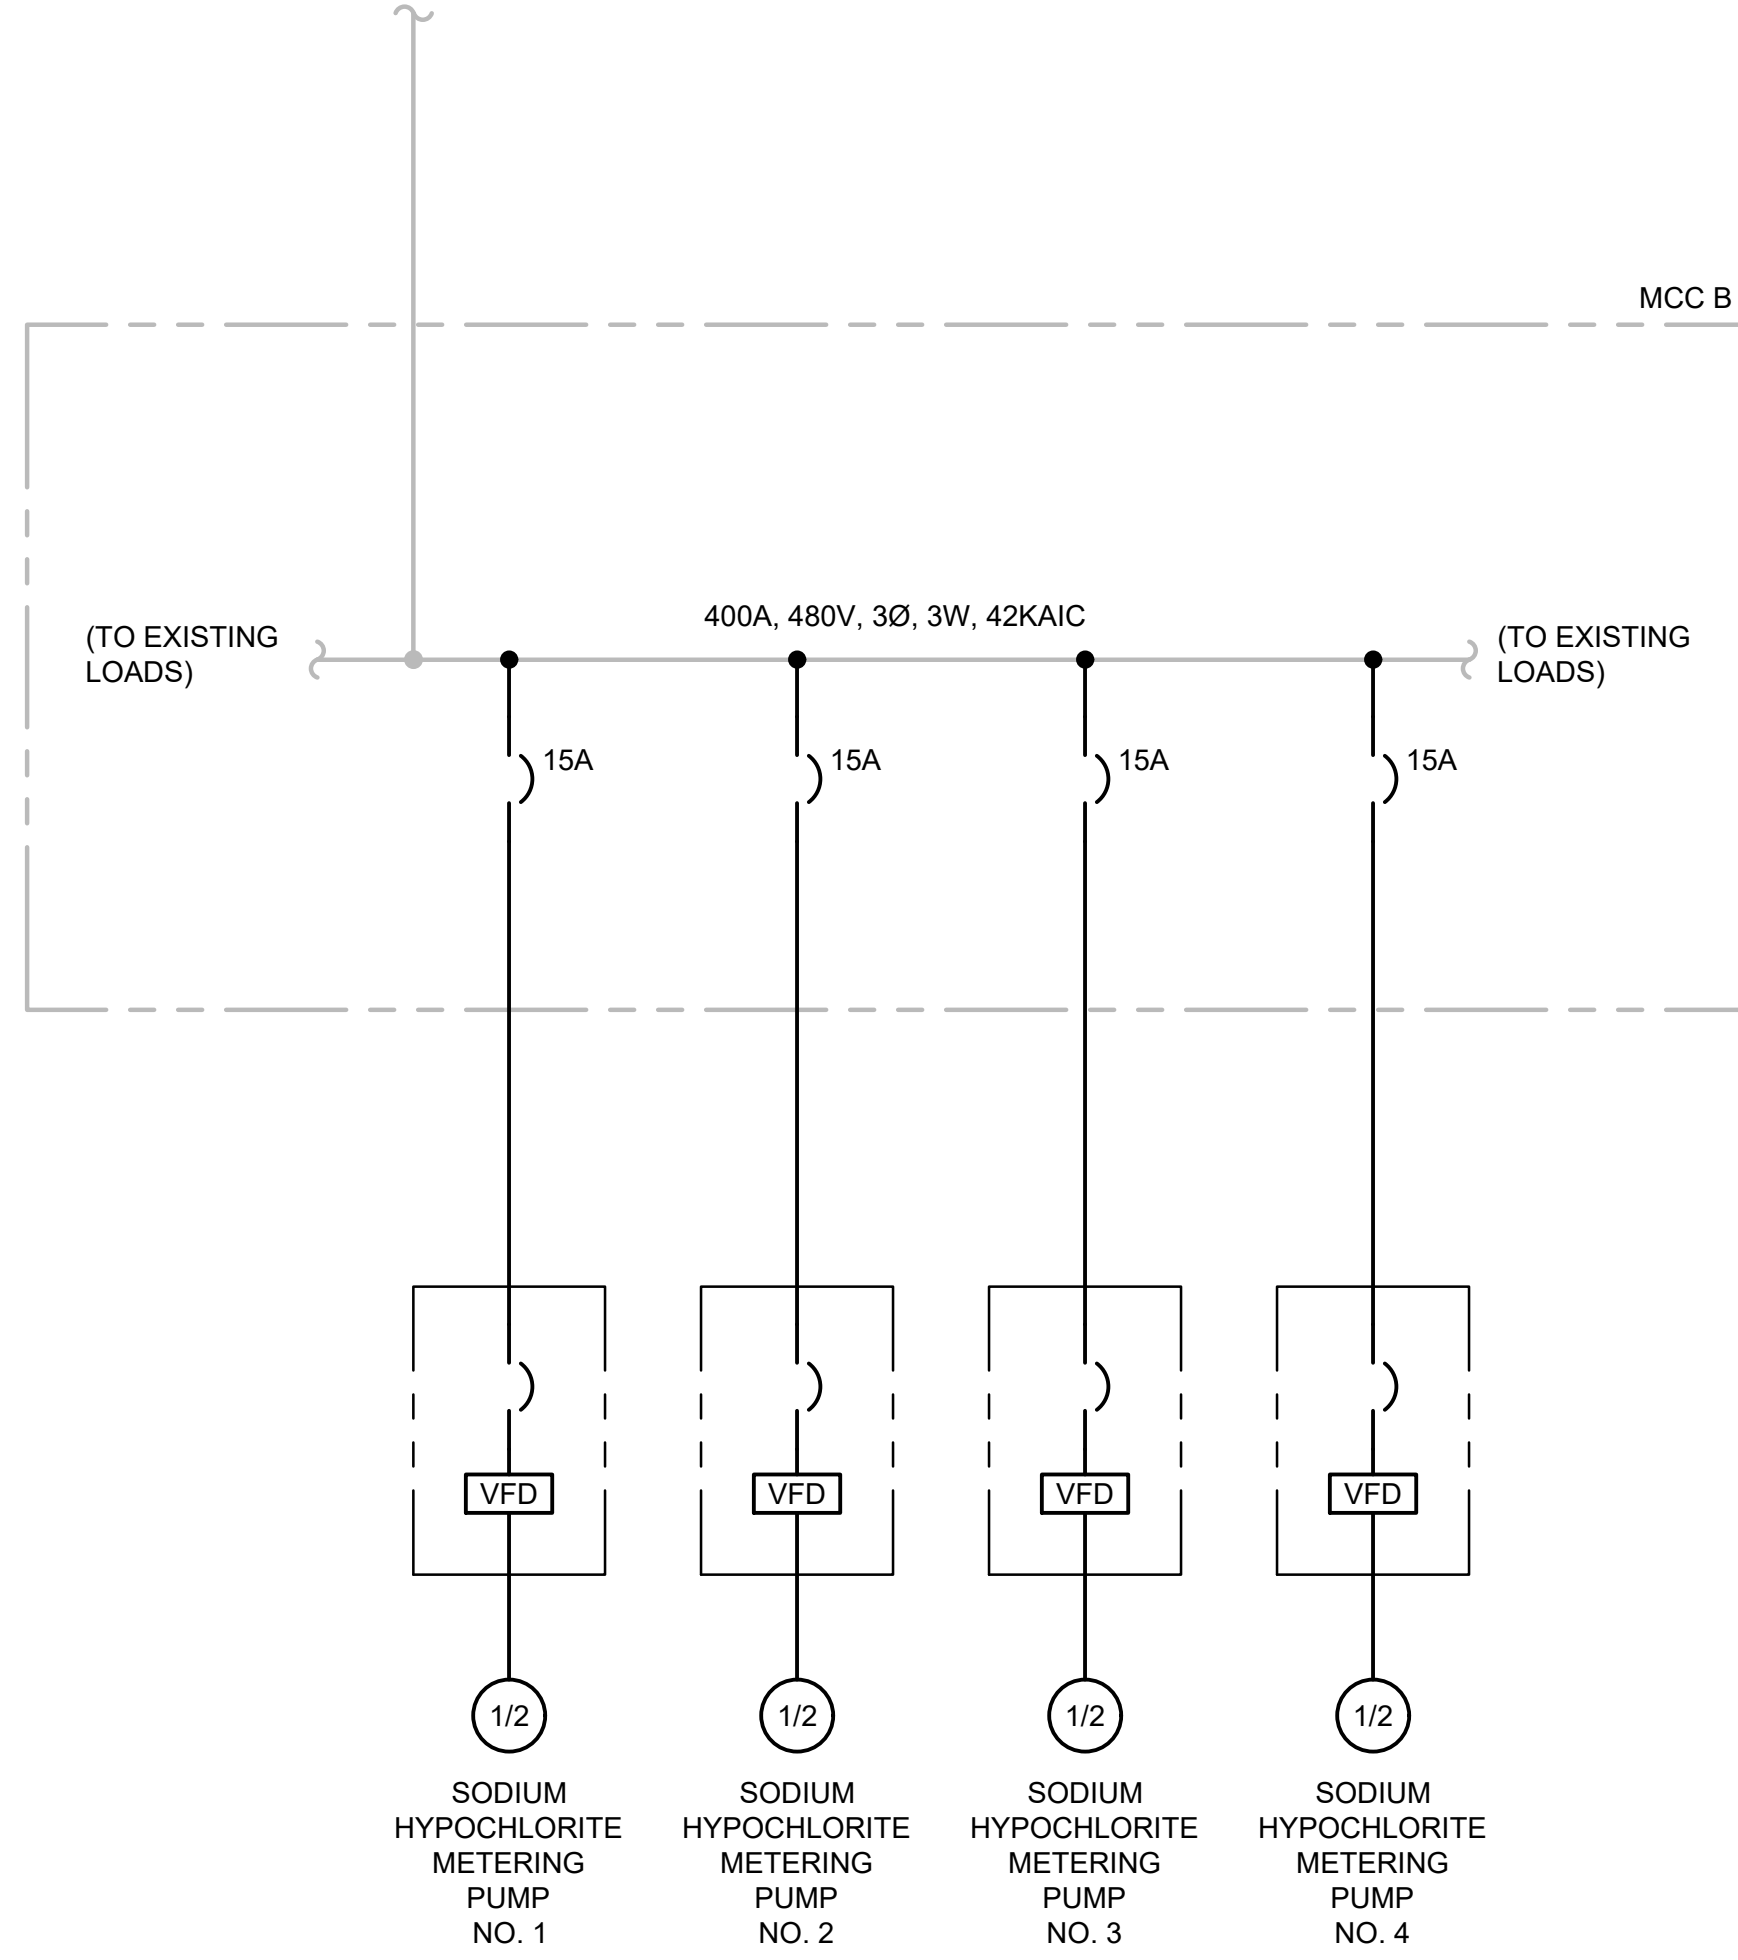 MCC B
400A, 480V, 3Ø, 3W, 42KAIC
(TO EXISTING
LOADS)
(TO EXISTING
LOADS)
15A
15A
15A
15A
VFD
VFD
VFD
VFD
1/2
1/2
1/2
1/2
SODIUM
HYPOCHLORITE
METERING
PUMP
NO. 1
SODIUM
HYPOCHLORITE
METERING
PUMP
NO. 2
SODIUM
HYPOCHLORITE
METERING
PUMP
NO. 3
SODIUM
HYPOCHLORITE
METERING
PUMP
NO. 4